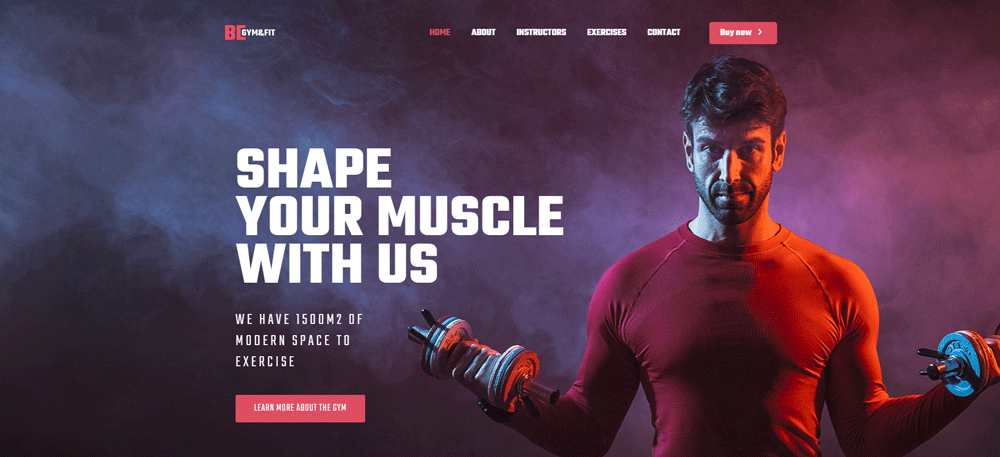 BE GYM&FIT
HOME ABOUT INSTRUCTORS EXERCISES CONTACT Buy now
SHAPE
YOUR MUSCLE
WITH US
WE HAVE 1500M2 OF
MODERN SPACE TO
EXERCISE
LEARN MORE ABOUT THE GYM